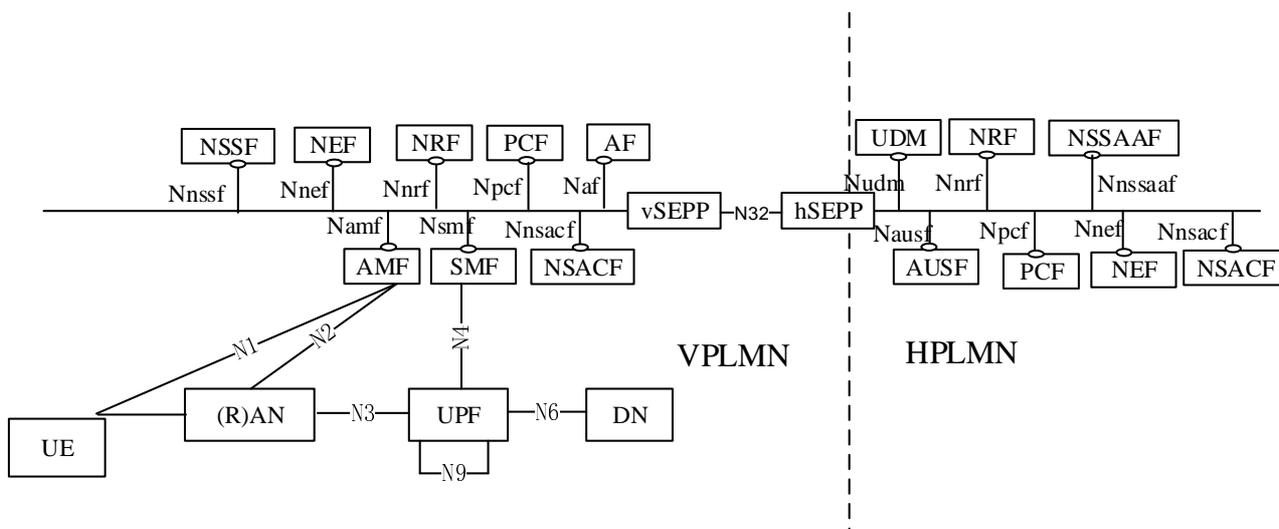 NSSF
NEF
NRF
PCF
AF
UDM
NRF
NSSAAF
Nnssf
Nnef
Nnrf
Npcf
Naf
Nudm
Nnrf
Nnssaaf
vSEPP
N32
hSEPP
Namf
Nsmf
Nnsacf
Nausf
Npcf
Nnef
Nnsacf
AMF
SMF
NSACF
AUSF
PCF
NEF
NSACF
N1
N2
N4
VPLMN
HPLMN
UE
(R)AN
N3
UPF
N6
DN
N9